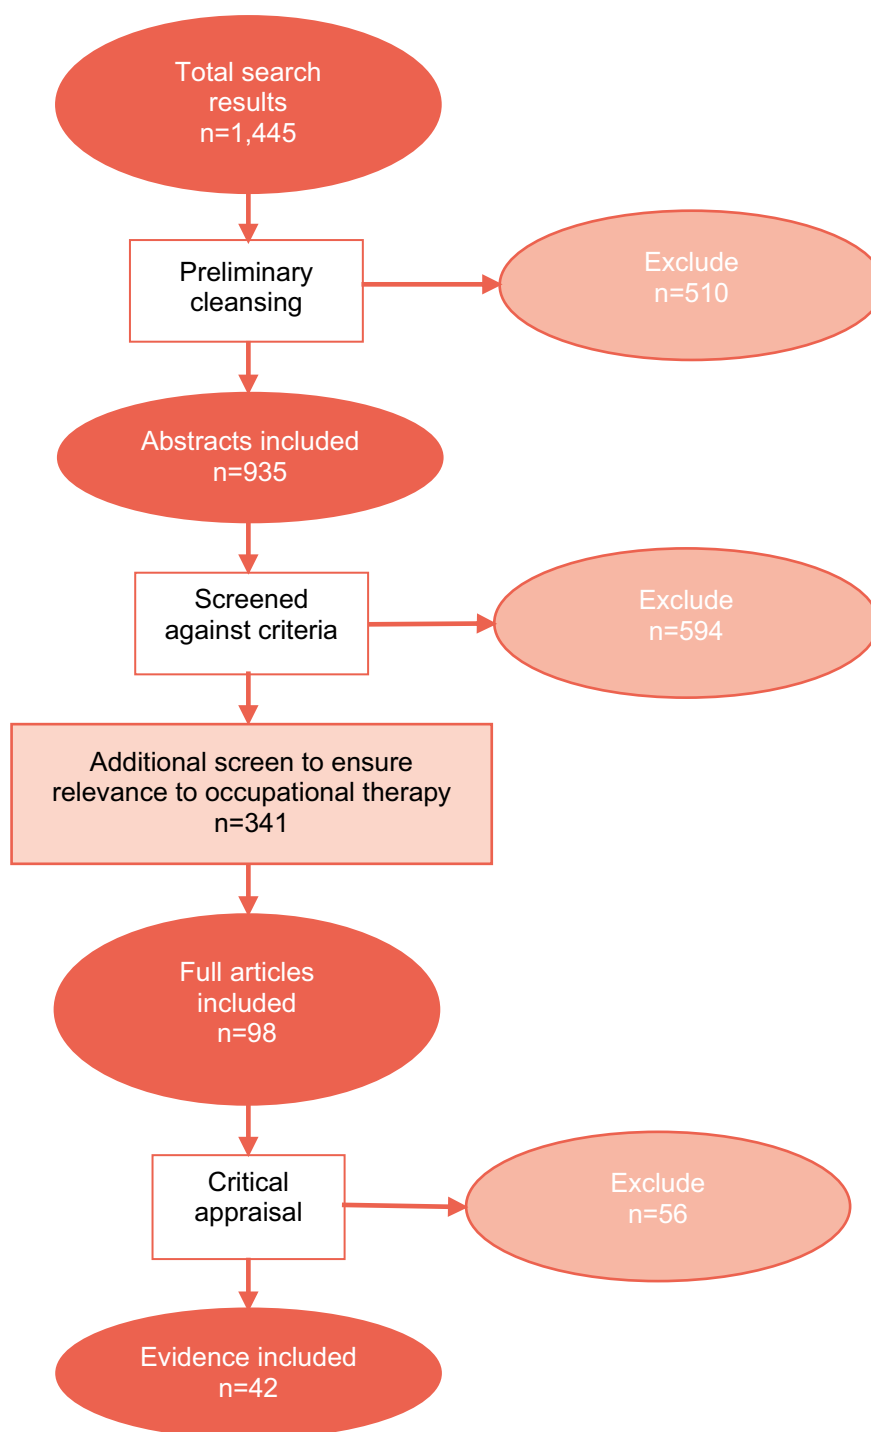 Total search
results
n=1,445
Preliminary
cleansing
Exclude
n=510
Abstracts included
n=935
Screened
against criteria
Exclude
n=594
Additional screen to ensure
relevance to occupational therapy
n=341
Full articles
included
n=98
Critical
appraisal
Exclude
n=56
Evidence included
n=42